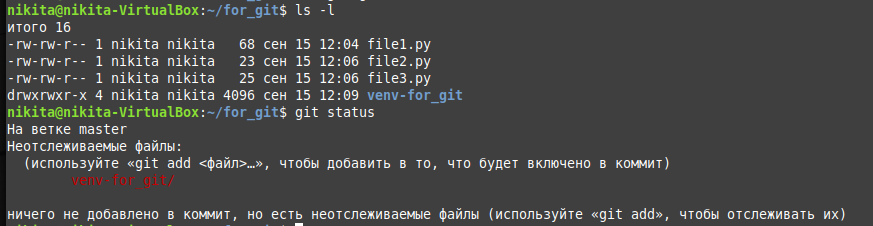 nikita@nikita-VirtualBox:~/for_git$ ls -l
итого 16
-rw-rw-r-- 1 nikita nikita   68 сен 15 12:04 file1.py
-rw-rw-r-- 1 nikita nikita   23 сен 15 12:06 file2.py
-rw-rw-r-- 1 nikita nikita   25 сен 15 12:06 file3.py
drwxrwxr-x 4 nikita nikita 4096 сен 15 12:09 venv-for_git
nikita@nikita-VirtualBox:~/for_git$ git status
На ветке master
Неотслеживаемые файлы:
  (используйте «git add <файл>…», чтобы добавить в то, что будет включено в коммит)
        venv-for_git/
ничего не добавлено в коммит, но есть неотслеживаемые файлы (используйте «git add», чтобы отслеживать их)